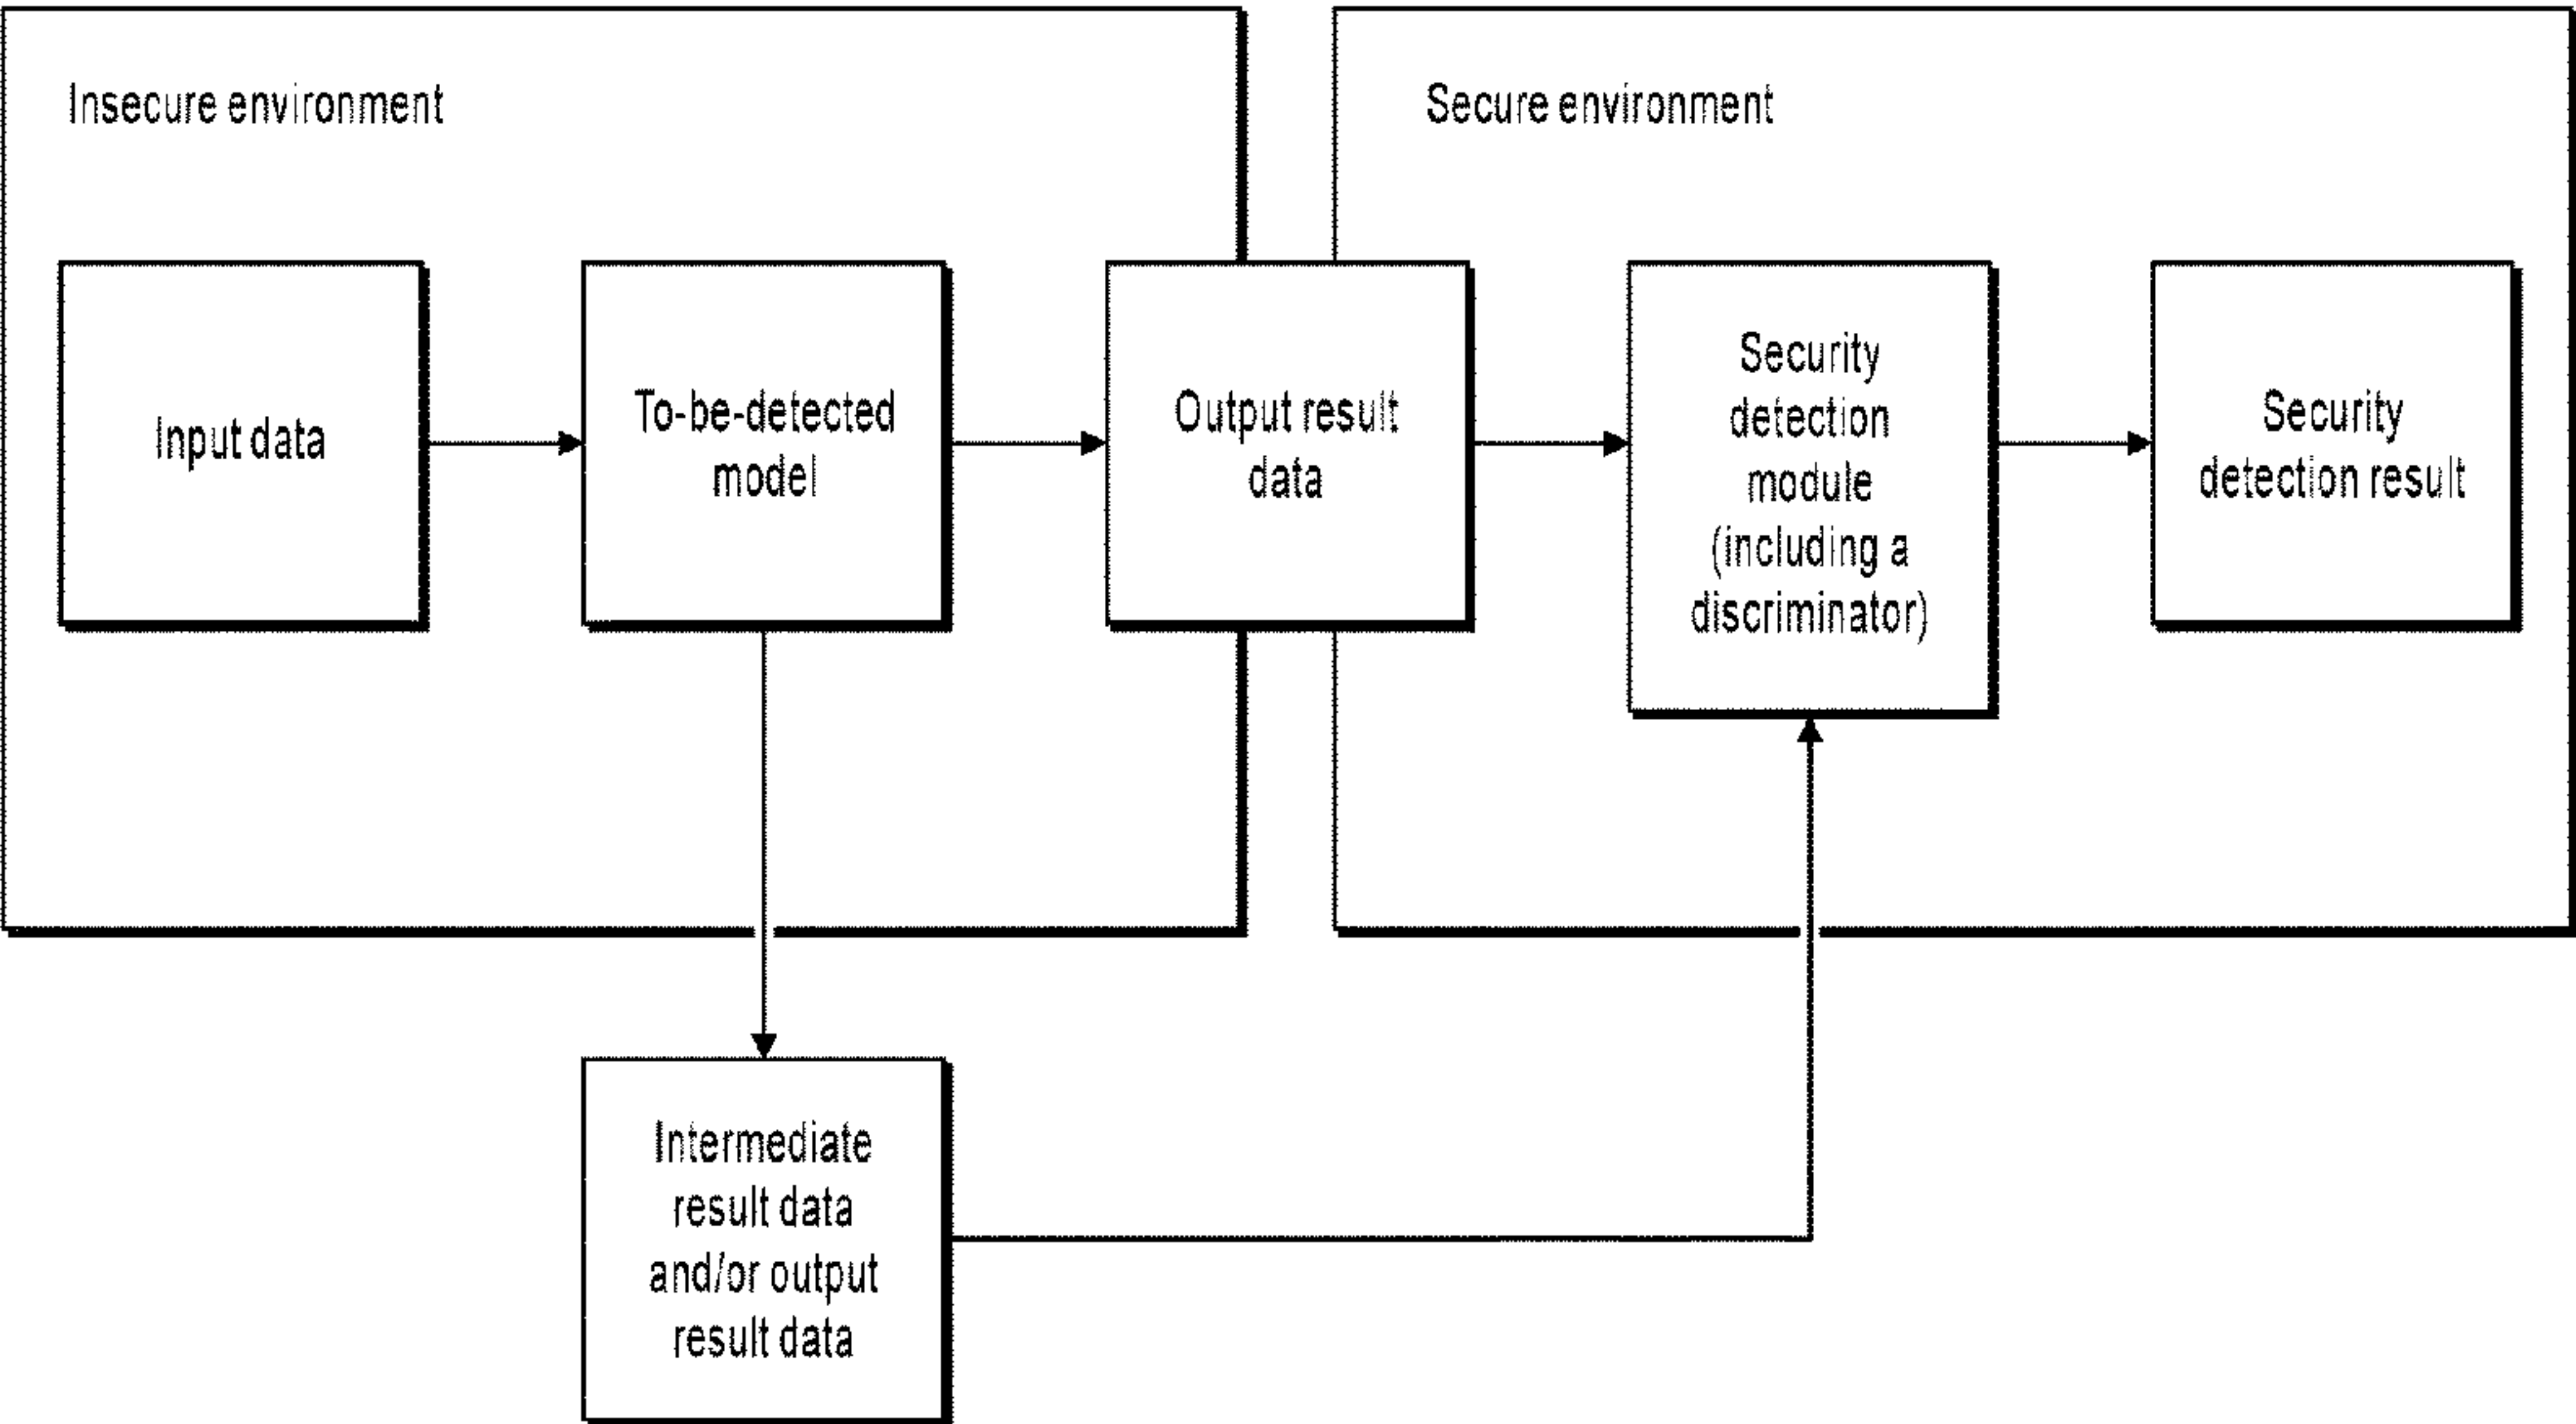 Insecure environment
Secure environment
Input data
To-be-detected
model
Output result
data
Security
detection
module
(including a
discriminator)
Security
detection result
Intermediate
result data
and/or output
result data